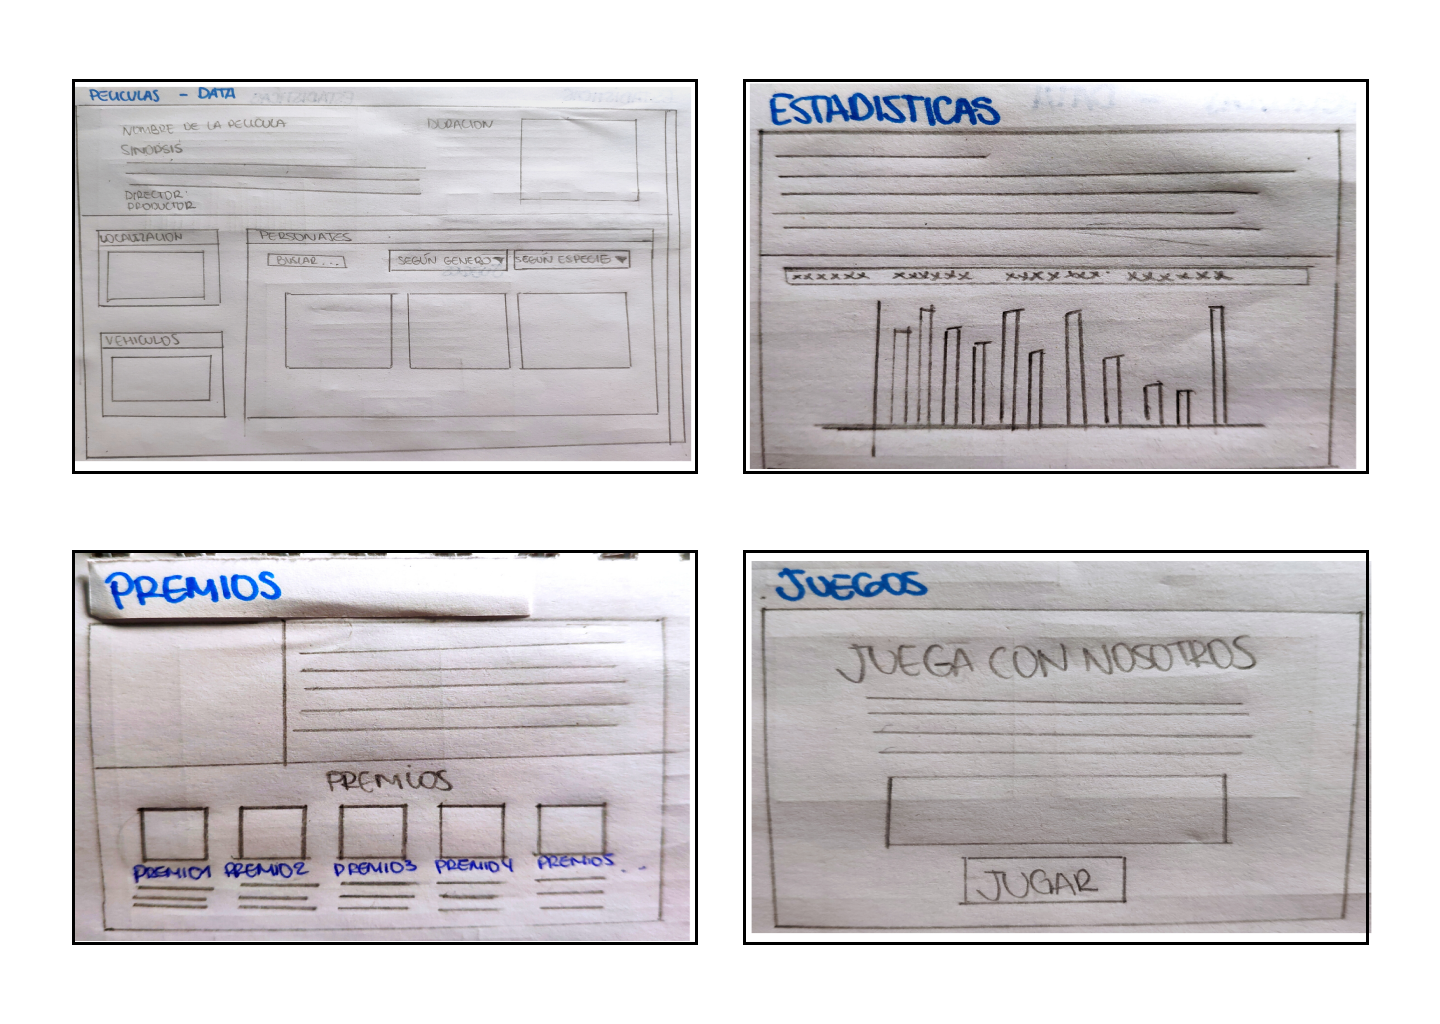 PELICULAS - DATA
NOMBRE DE LA PELICULA
DURACION
SINOPSIS
DIRECTOR:
PRODUCTOR
LOCALIZACION
PERSONAJES
BUSCAR...
SEGÚN GENERO
SEGÚN ESPECIE
VEHICULOS
ESTADISTICAS
xxxxxx xxxxxx xxxxxxx xxxxxxx
PREMIOS
PREMIOS
PREMIO1 PREMIO2 PREMIO3 PREMIO4 PREMIO5...
JUEGOS
JUEGA CON NOSOTROS
JUGAR